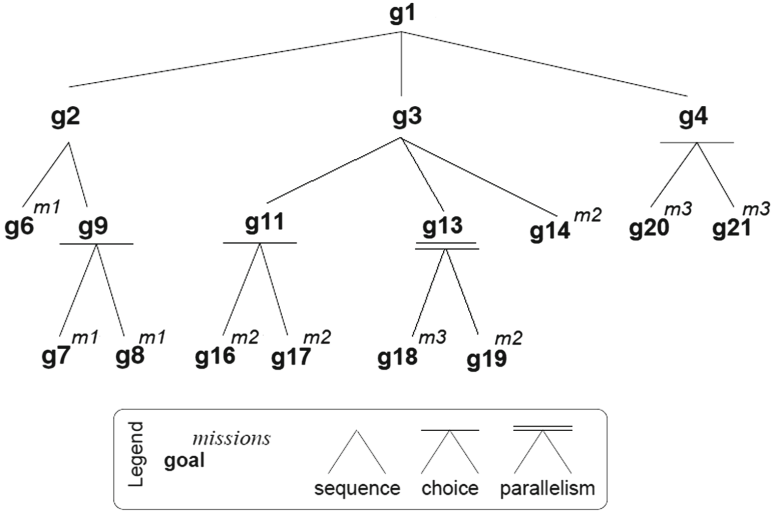 g1
g2 g3 g4
g6 m1 g9 g11 g13 g14 m2 g20 m3 g21 m3
g7 m1 g8 m1 g16 m2 g17 m2 g18 m3 g19 m2
Legend
missions
goal
sequence choice parallelism